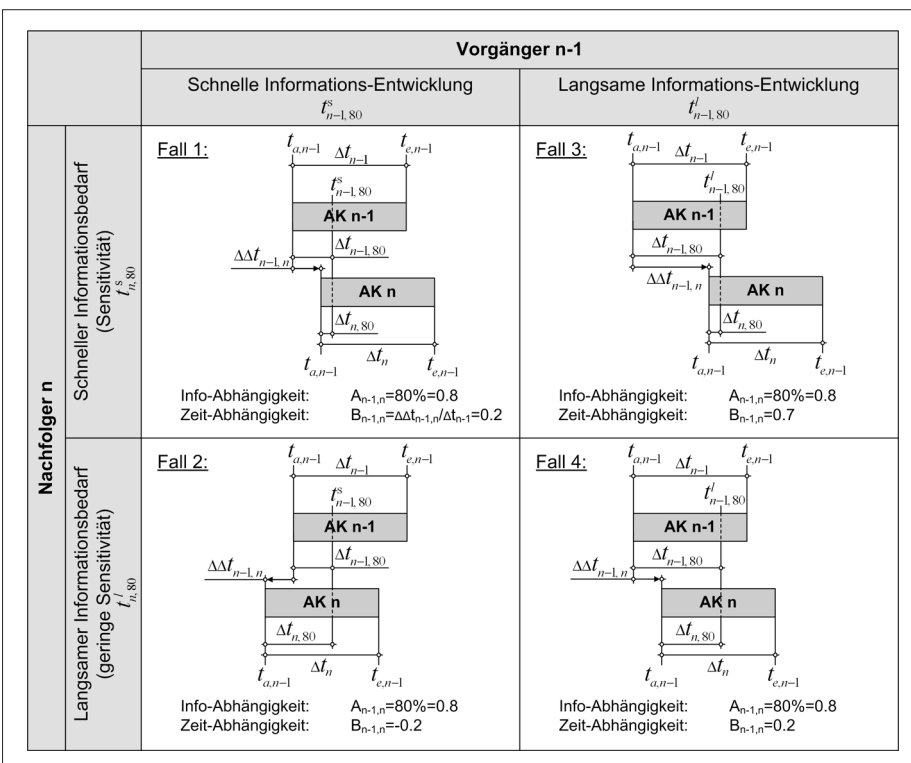 Vorgänger n-1
Schnelle Informations-Entwicklung
t^s_{n-1, 80}
Langsame Informations-Entwicklung
t^l_{n-1, 80}
Nachfolger n
Schneller Informationsbedarf
(Sensitivität)
t^s_{n, 80}
Fall 1:
t_{a,n-1} Δt_{n-1} t_{e,n-1}
t^s_{n-1, 80}
AK n-1
Δt_{n-1, 80}
ΔΔt_{n-1, n}
AK n
Δt_{n, 80}
Δt_n
t_{a,n-1} t_{e,n-1}
Info-Abhängigkeit: A_{n-1,n}=80%=0.8
Zeit-Abhängigkeit: B_{n-1,n}=ΔΔt_{n-1,n}/Δt_{n-1}=0.2
Fall 3:
t_{a,n-1} Δt_{n-1} t_{e,n-1}
t^l_{n-1, 80}
AK n-1
Δt_{n-1, 80}
ΔΔt_{n-1, n}
AK n
Δt_{n, 80}
Δt_n
t_{a,n-1} t_{e,n-1}
Info-Abhängigkeit: A_{n-1,n}=80%=0.8
Zeit-Abhängigkeit: B_{n-1,n}=0.7
Langsamer Informationsbedarf
(geringe Sensitivität)
t^l_{n, 80}
Fall 2:
t_{a,n-1} Δt_{n-1} t_{e,n-1}
t^s_{n-1, 80}
AK n-1
Δt_{n-1, 80}
ΔΔt_{n-1, n}
AK n
Δt_{n, 80}
Δt_n
t_{a,n-1} t_{e,n-1}
Info-Abhängigkeit: A_{n-1,n}=80%=0.8
Zeit-Abhängigkeit: B_{n-1,n}=-0.2
Fall 4:
t_{a,n-1} Δt_{n-1} t_{e,n-1}
t^l_{n-1, 80}
AK n-1
Δt_{n-1, 80}
ΔΔt_{n-1, n}
AK n
Δt_{n, 80}
Δt_n
t_{a,n-1} t_{e,n-1}
Info-Abhängigkeit: A_{n-1,n}=80%=0.8
Zeit-Abhängigkeit: B_{n-1,n}=0.2